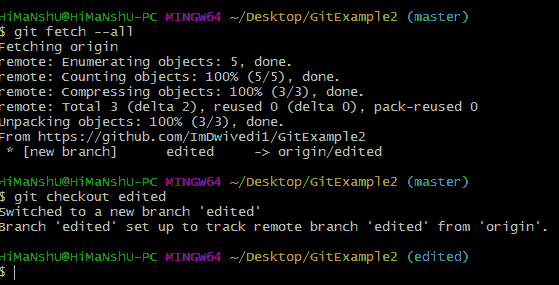 HiMaNshU@HiMaNshU-PC MINGW64 ~/Desktop/GitExample2 (master)
$ git fetch --all
Fetching origin
remote: Enumerating objects: 5, done.
remote: Counting objects: 100% (5/5), done.
remote: Compressing objects: 100% (3/3), done.
remote: Total 3 (delta 2), reused 0 (delta 0), pack-reused 0
Unpacking objects: 100% (3/3), done.
From https://github.com/ImDwivedi1/GitExample2
 * [new branch]      edited     -> origin/edited
HiMaNshU@HiMaNshU-PC MINGW64 ~/Desktop/GitExample2 (master)
$ git checkout edited
Switched to a new branch 'edited'
Branch 'edited' set up to track remote branch 'edited' from 'origin'.
HiMaNshU@HiMaNshU-PC MINGW64 ~/Desktop/GitExample2 (edited)
$